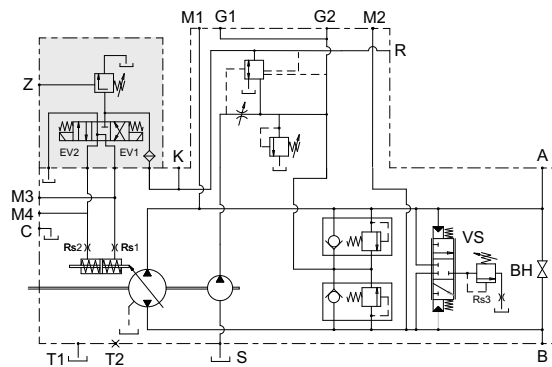 M1 G1 G2 M2
R
Z
EV2 EV1
K
A
M3
M4
C
Rs2 Rs1
VS
BH
Rs3
T1 T2 S B